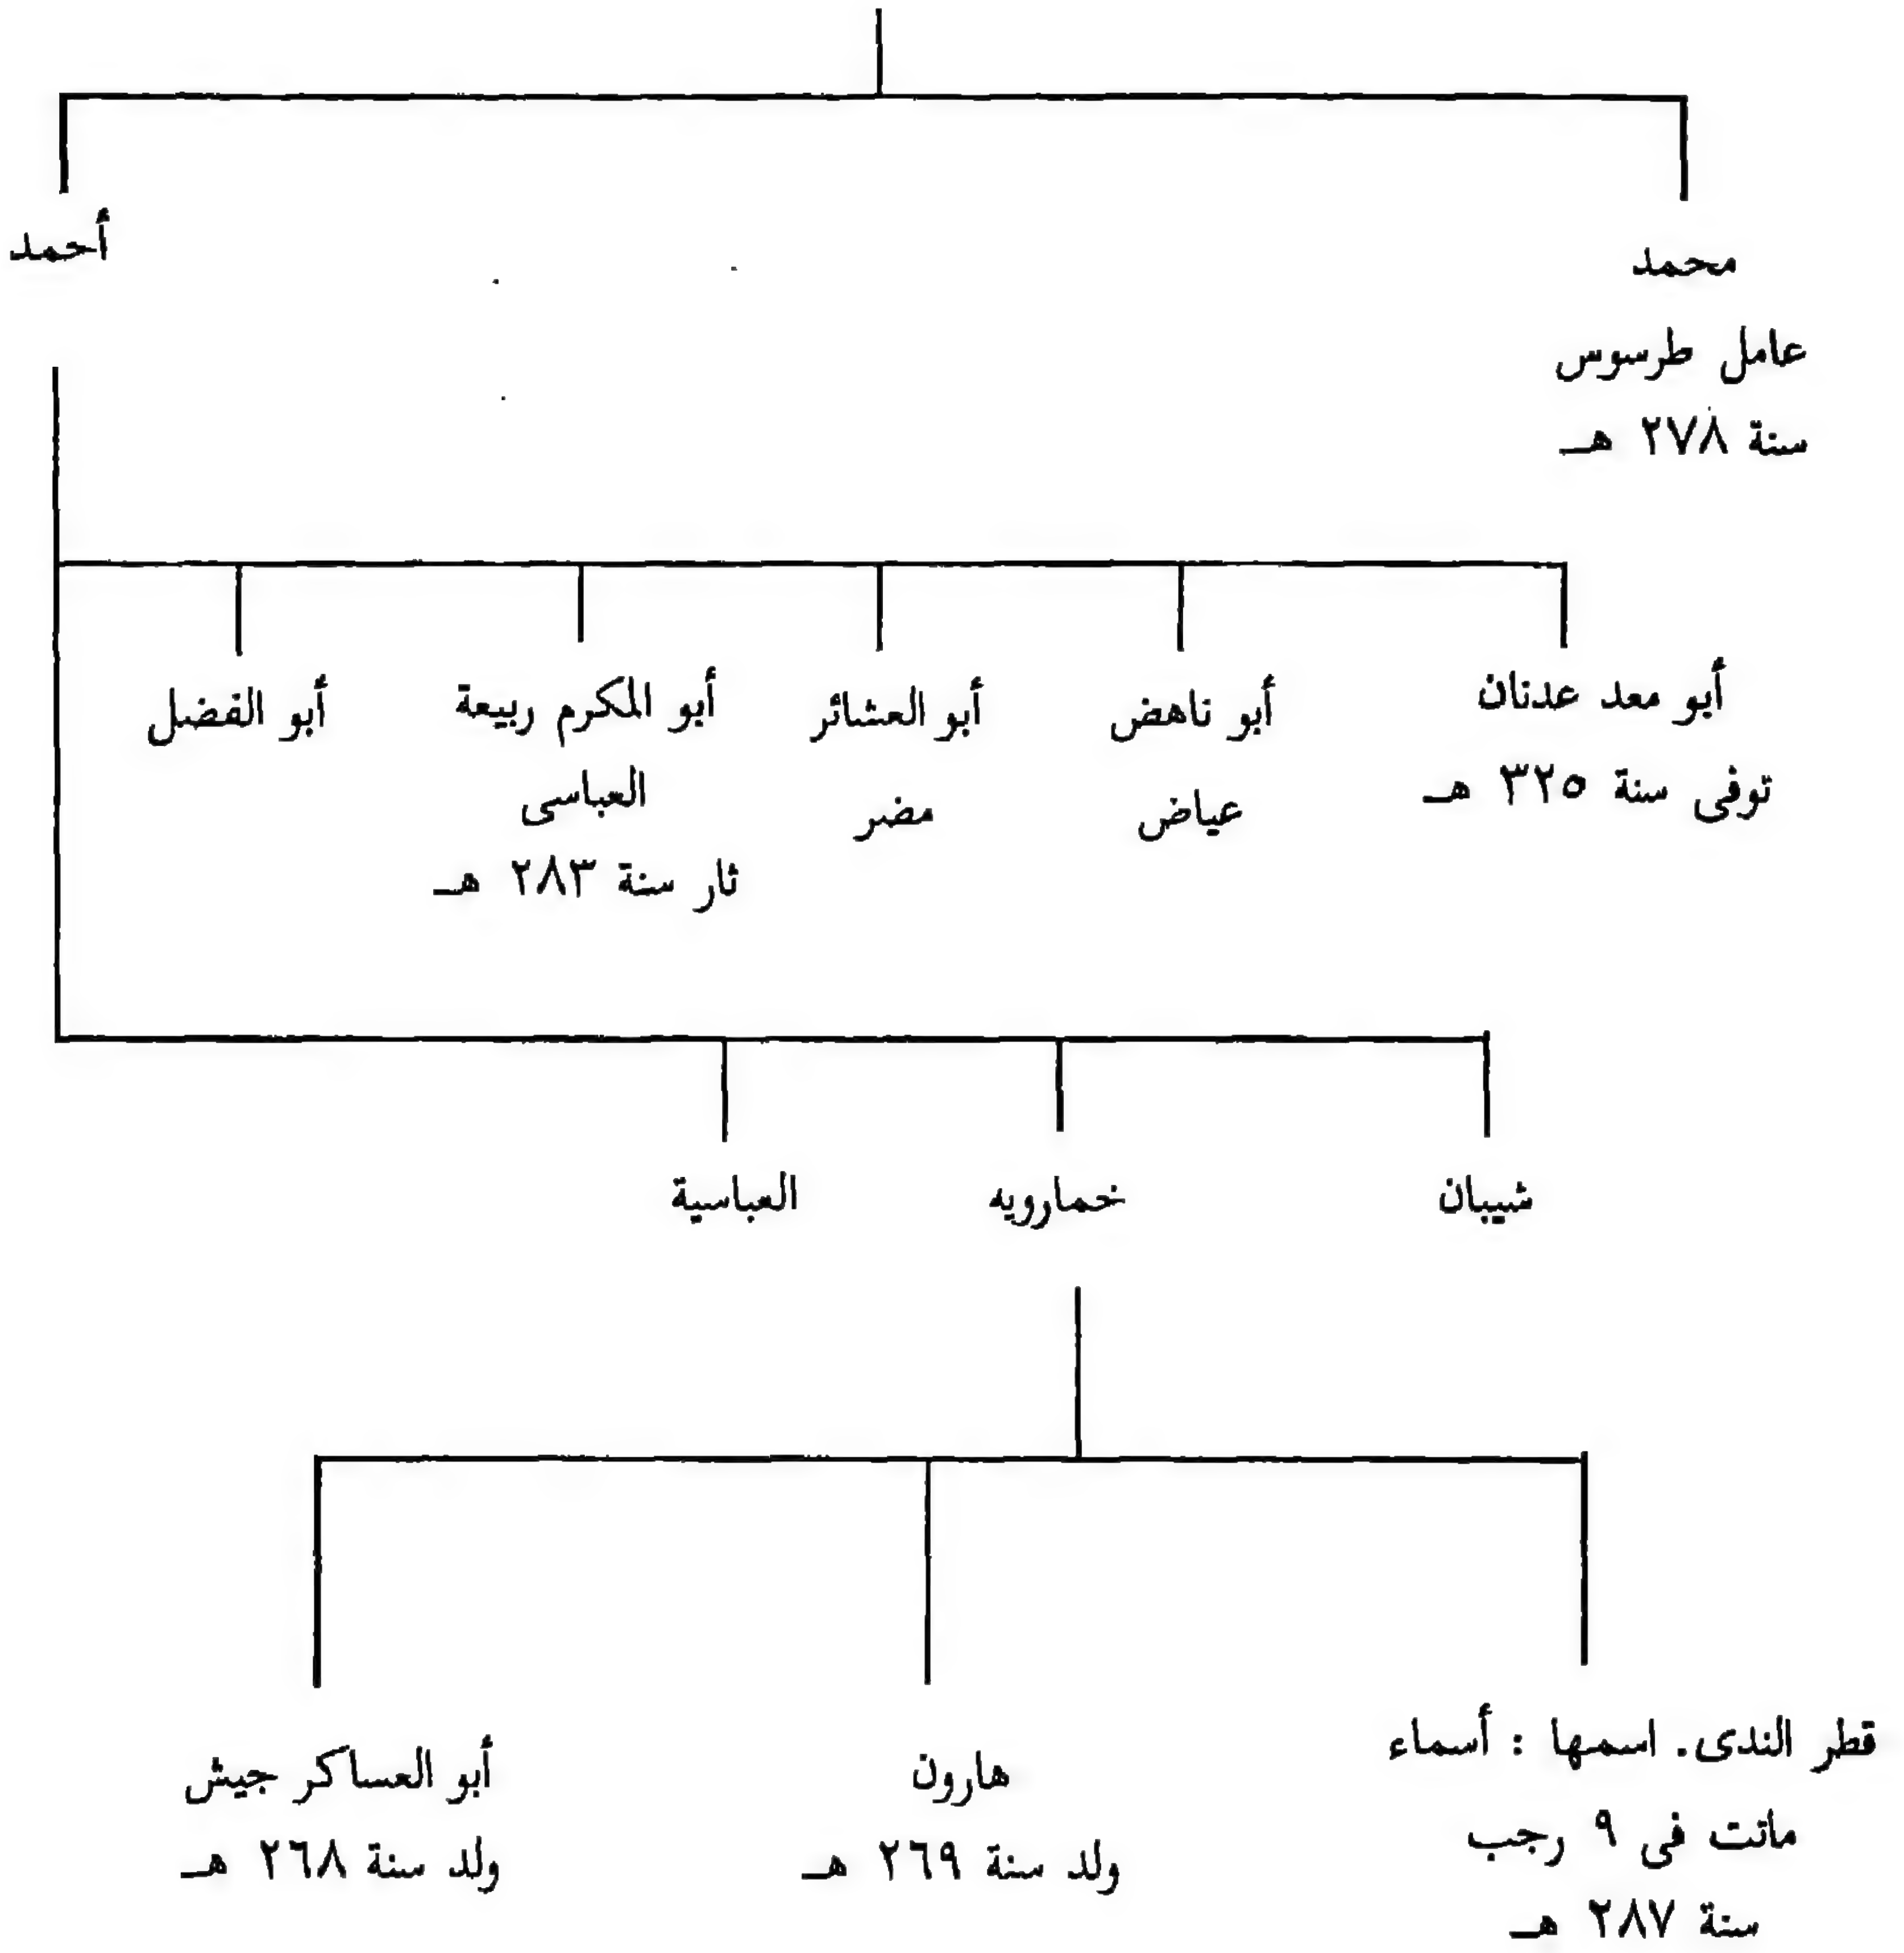 أحمد
محمد
عامل طرسوس
سنة ٢٧٨ هـ
أبو معد عدنان
توفى سنة ٣٢٥ هـ
أبو ناهض
عياض
أبو العشائر
مضر
أبو المكرم ربيعة
العباسى
ثار سنة ٢٨٣ هـ
أبو الفضل
شيبان
خمارويه
العباسية
قطر الندى. اسمها : أسماء
ماتت فى ٩ رجب
سنة ٢٨٧ هـ
هارون
ولد سنة ٢٦٩ هـ
أبو العساكر جيش
ولد سنة ٢٦٨ هـ